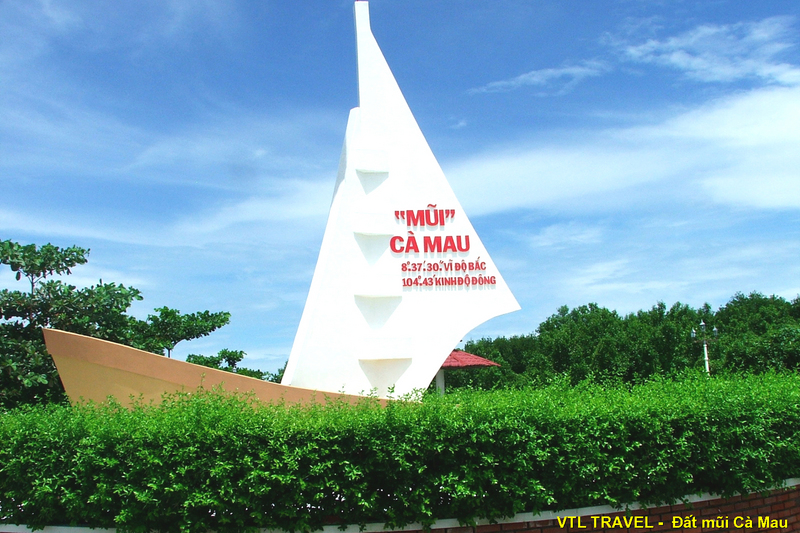 "MŨI"
CÀ MAU
8°.37'.30." VĨ ĐỘ BẮC
104°.43' KINH ĐỘ ĐÔNG
VTL TRAVEL - Đất mũi Cà Mau